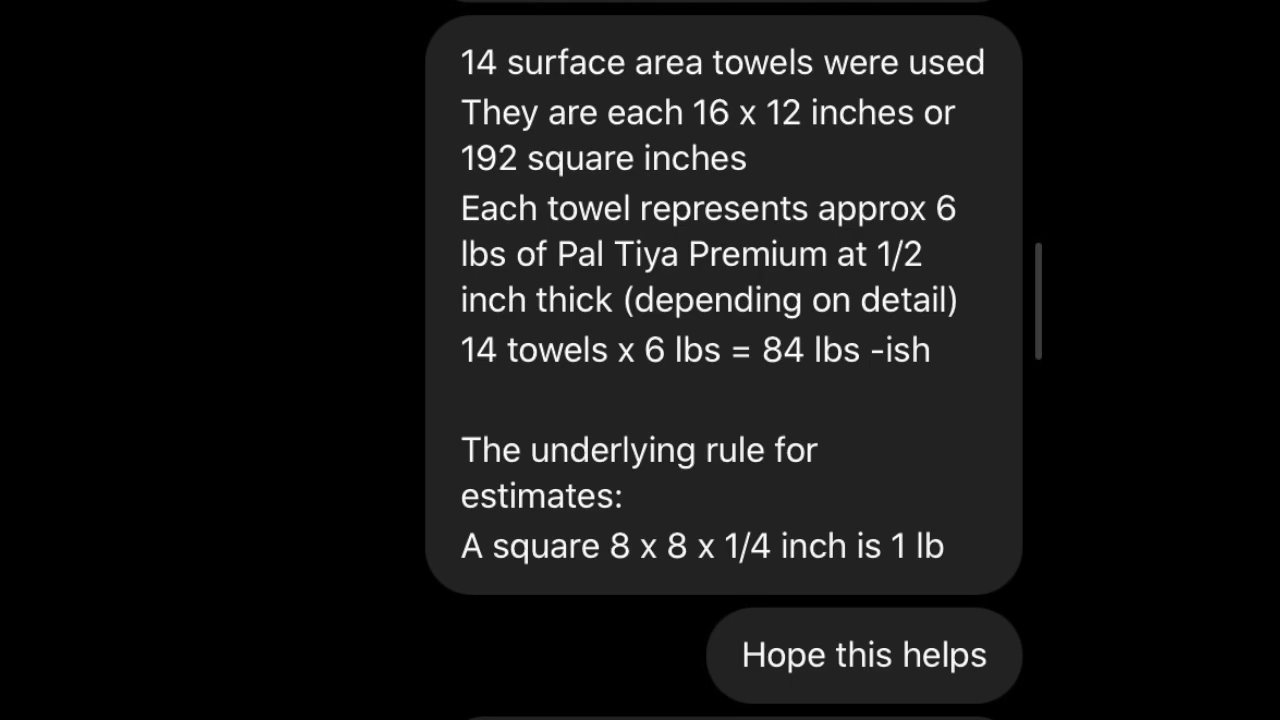 14 surface area towels were used
They are each 16 x 12 inches or
192 square inches
Each towel represents approx 6
lbs of Pal Tiya Premium at 1/2
inch thick (depending on detail)
14 towels x 6 lbs = 84 lbs -ish
The underlying rule for
estimates:
A square 8 x 8 x 1/4 inch is 1 lb
Hope this helps